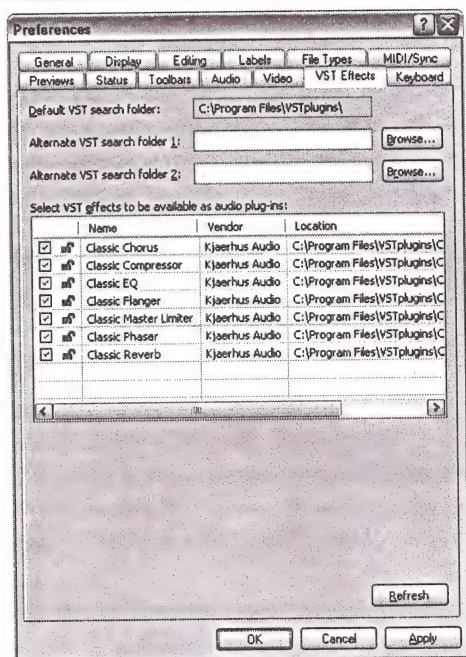 Preferences
General Display Editing Labels File Types MIDI/Sync
Previews Status Toolbars Audio Video VST Effects Keyboard
Default VST search folder: C:\Program Files\VSTplugins\
Alternate VST search folder 1: Browse...
Alternate VST search folder 2: Browse...
Select VST effects to be available as audio plug-ins:
Name Vendor Location
Classic Chorus Kjaerhus Audio C:\Program Files\VSTplugins\C
Classic Compressor Kjaerhus Audio C:\Program Files\VSTplugins\C
Classic EQ Kjaerhus Audio C:\Program Files\VSTplugins\C
Classic Flanger Kjaerhus Audio C:\Program Files\VSTplugins\C
Classic Master Limiter Kjaerhus Audio C:\Program Files\VSTplugins\C
Classic Phaser Kjaerhus Audio C:\Program Files\VSTplugins\C
Classic Reverb Kjaerhus Audio C:\Program Files\VSTplugins\C
Refresh
OK Cancel Apply